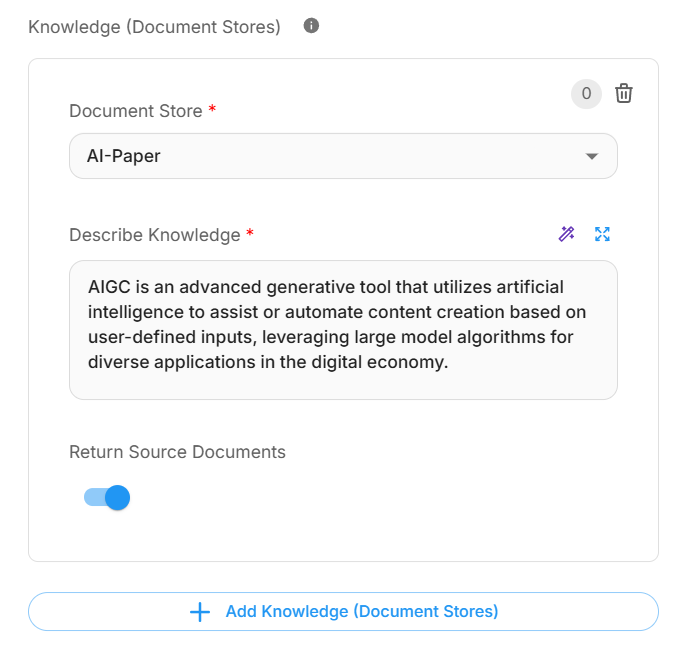 Knowledge (Document Stores)
0
Document Store *
AI-Paper
Describe Knowledge *
AIGC is an advanced generative tool that utilizes artificial
intelligence to assist or automate content creation based on
user-defined inputs, leveraging large model algorithms for
diverse applications in the digital economy.
Return Source Documents
Add Knowledge (Document Stores)